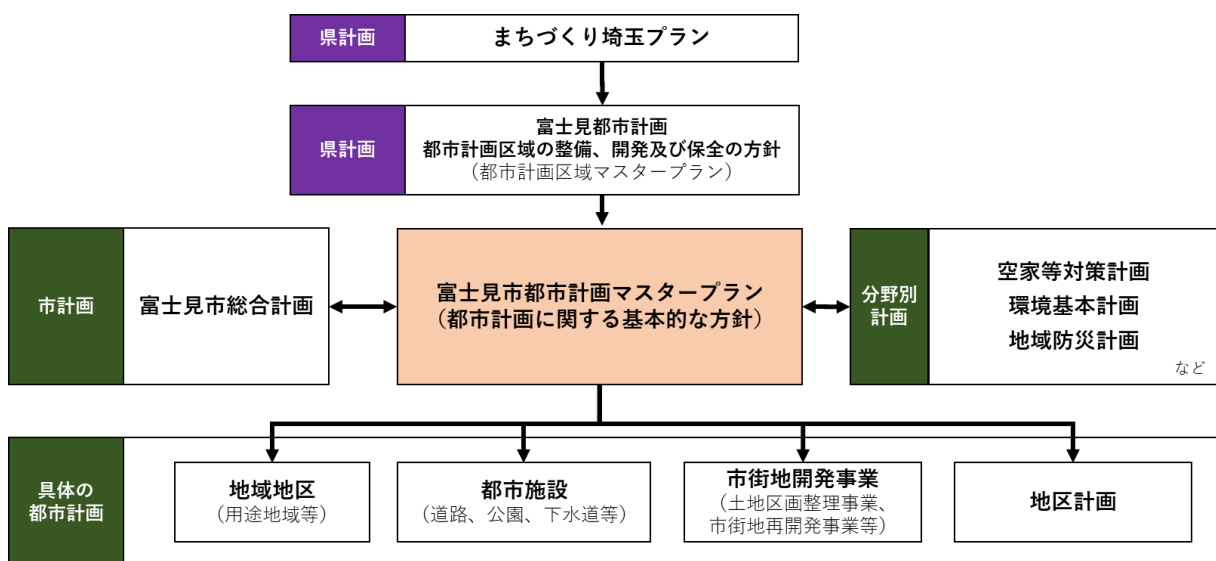 県計画
まちづくり埼玉プラン
県計画
富士見都市計画
都市計画区域の整備、開発及び保全の方針
（都市計画区域マスタープラン）
市計画
富士見市総合計画
富士見市都市計画マスタープラン
（都市計画に関する基本的な方針）
分野別
計画
空家等対策計画
環境基本計画
地域防災計画
など
具体の
都市計画
地域地区
（用途地域等）
都市施設
（道路、公園、下水道等）
市街地開発事業
（土地区画整理事業、
市街地再開発事業等）
地区計画